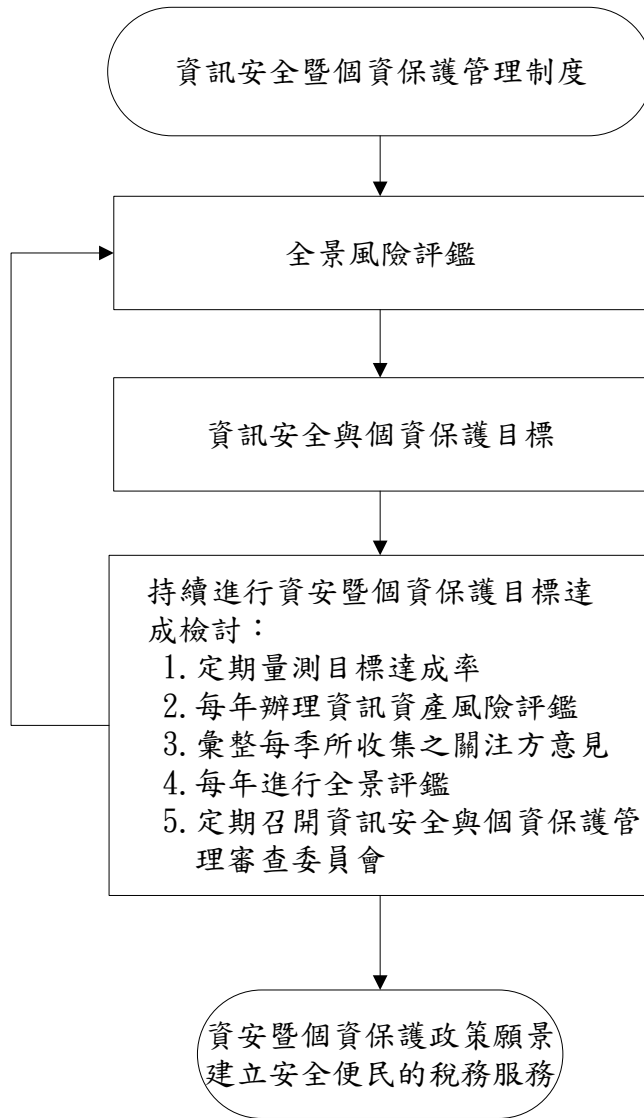 資訊安全暨個資保護管理制度
全景風險評鑑
資訊安全與個資保護目標
持續進行資安暨個資保護目標達
成檢討：
1. 定期量測目標達成率
2. 每年辦理資訊資產風險評鑑
3. 彙整每季所收集之關注方意見
4. 每年進行全景評鑑
5. 定期召開資訊安全與個資保護管
理審查委員會
資安暨個資保護政策願景
建立安全便民的稅務服務